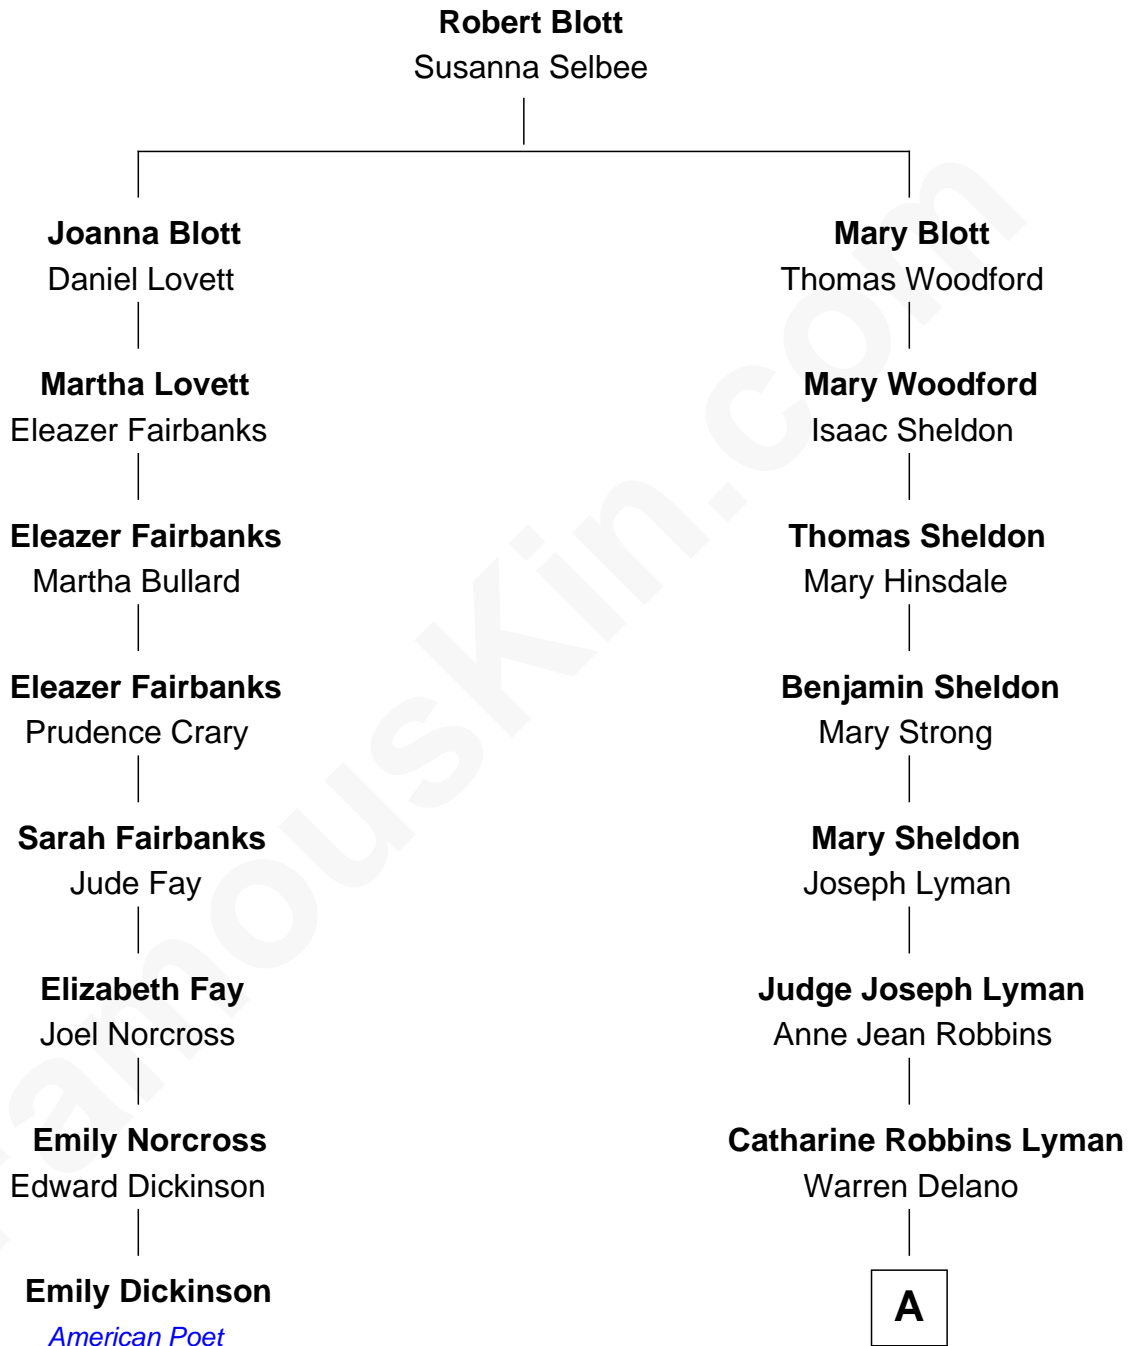 Robert Blott
Susanna Selbee
Joanna Blott
Daniel Lovett
Mary Blott
Thomas Woodford
Martha Lovett
Eleazer Fairbanks
Mary Woodford
Isaac Sheldon
Eleazer Fairbanks
Martha Bullard
Thomas Sheldon
Mary Hinsdale
Eleazer Fairbanks
Prudence Crary
Benjamin Sheldon
Mary Strong
Sarah Fairbanks
Jude Fay
Mary Sheldon
Joseph Lyman
Elizabeth Fay
Joel Norcross
Judge Joseph Lyman
Anne Jean Robbins
Emily Norcross
Edward Dickinson
Catharine Robbins Lyman
Warren Delano
Emily Dickinson
American Poet
A
FamousKin.com